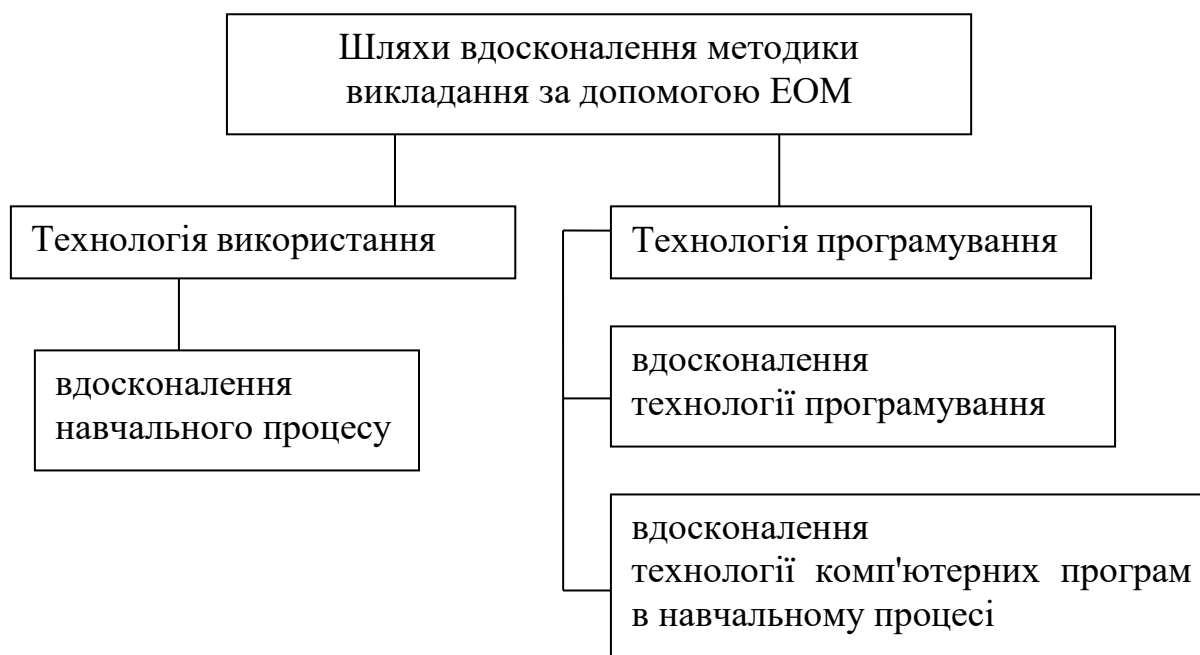 Шляхи вдосконалення методики
викладання за допомогою ЕОМ
Технологія використання
вдосконалення
навчального процесу
Технологія програмування
вдосконалення
технології програмування
вдосконалення
технології комп'ютерних програм
в навчальному процесі